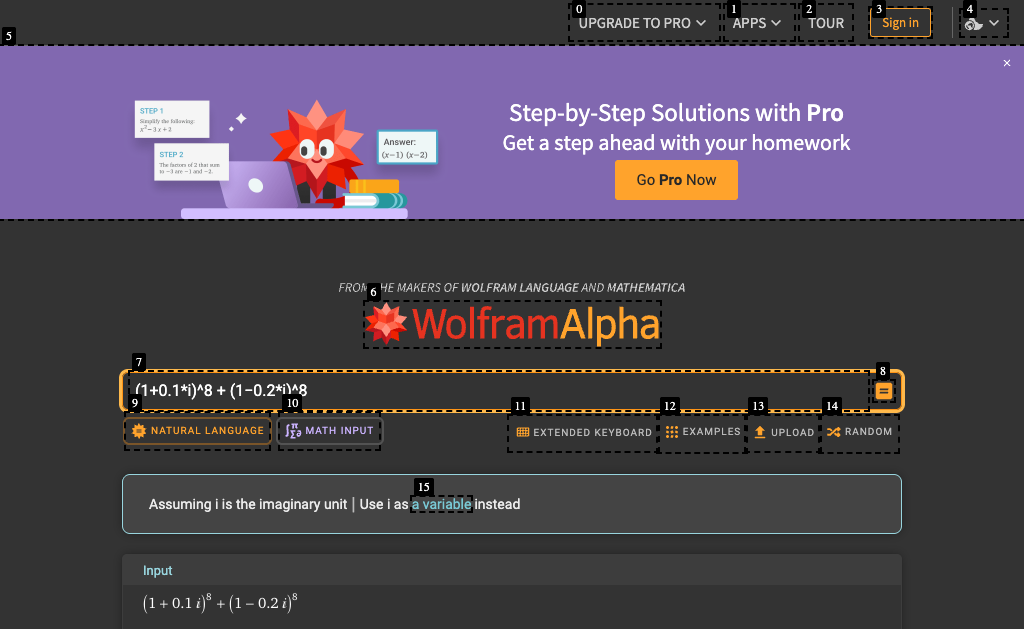 0
UPGRADE TO PRO
1
APPS
2
TOUR
3
Sign in
4
5
×
STEP 1
Simplify the following:
x²−3 x+2
STEP 2
The factors of 2 that sum
to −3 are −1 and −2.
Answer:
(x−1) (x−2)
Step-by-Step Solutions with Pro
Get a step ahead with your homework
Go Pro Now
FROM THE MAKERS OF WOLFRAM LANGUAGE AND MATHEMATICA
6
WolframAlpha
7
(1+0.1*i)^8 + (1−0.2*i)^8
8
=
9
NATURAL LANGUAGE
10
MATH INPUT
11
EXTENDED KEYBOARD
12
EXAMPLES
13
UPLOAD
14
RANDOM
15
Assuming i is the imaginary unit | Use i as a variable instead
Input
(1 + 0.1 i)⁸ + (1 − 0.2 i)⁸